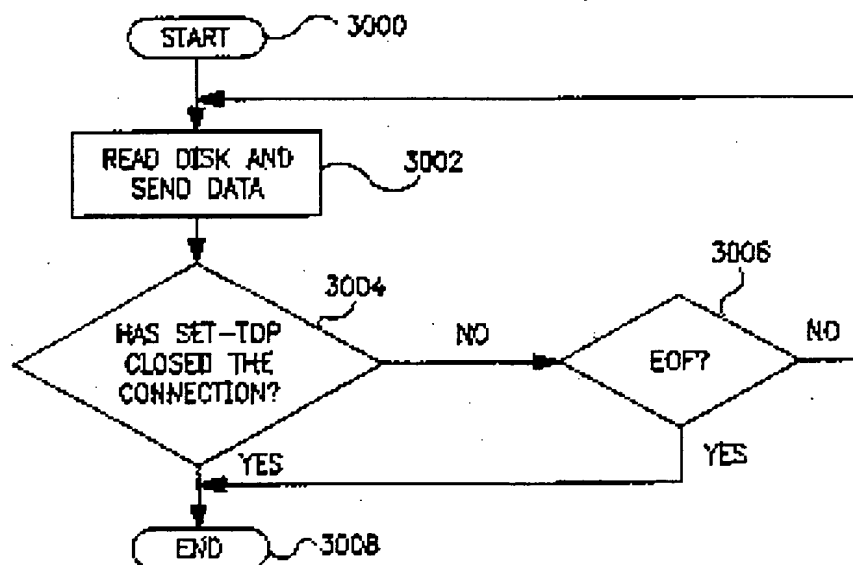 START
3000
READ DISK AND
SEND DATA
3002
3004
HAS SET-TOP
CLOSED THE
CONNECTION?
NO
3006
EOF?
NO
YES
YES
END
3008